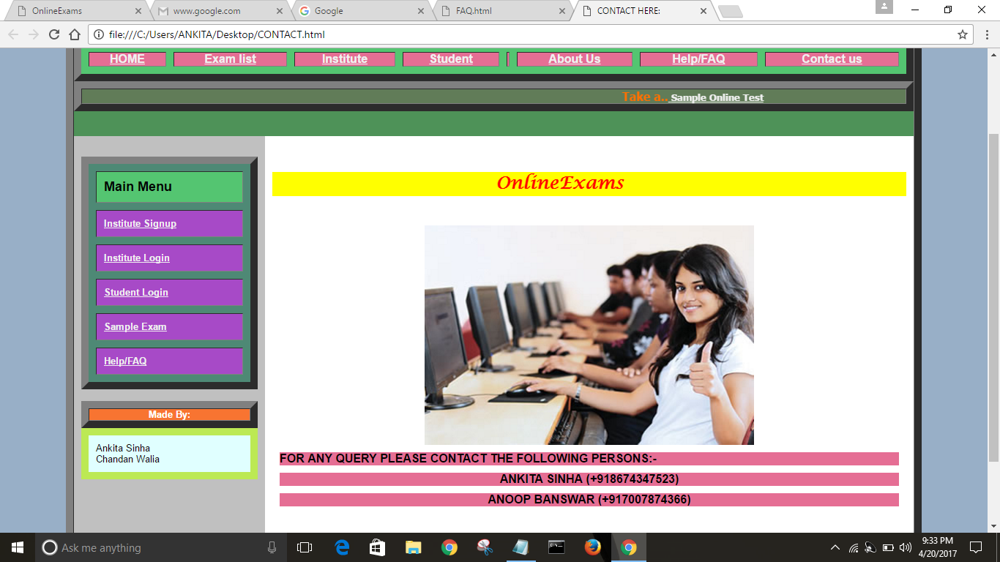 OnlineExams
www.google.com
Google
FAQ.html
CONTACT HERE:
file:///C:/Users/ANKITA/Desktop/CONTACT.html
HOME Exam list Institute Student About Us Help/FAQ Contact us
Take a.. Sample Online Test
Main Menu
Institute Signup
Institute Login
Student Login
Sample Exam
Help/FAQ
Made By:
Ankita Sinha
Chandan Walia
OnlineExams
FOR ANY QUERY PLEASE CONTACT THE FOLLOWING PERSONS:-
ANKITA SINHA (+918674347523)
ANOOP BANSWAR (+917007874366)
Ask me anything
9:33 PM
4/20/2017